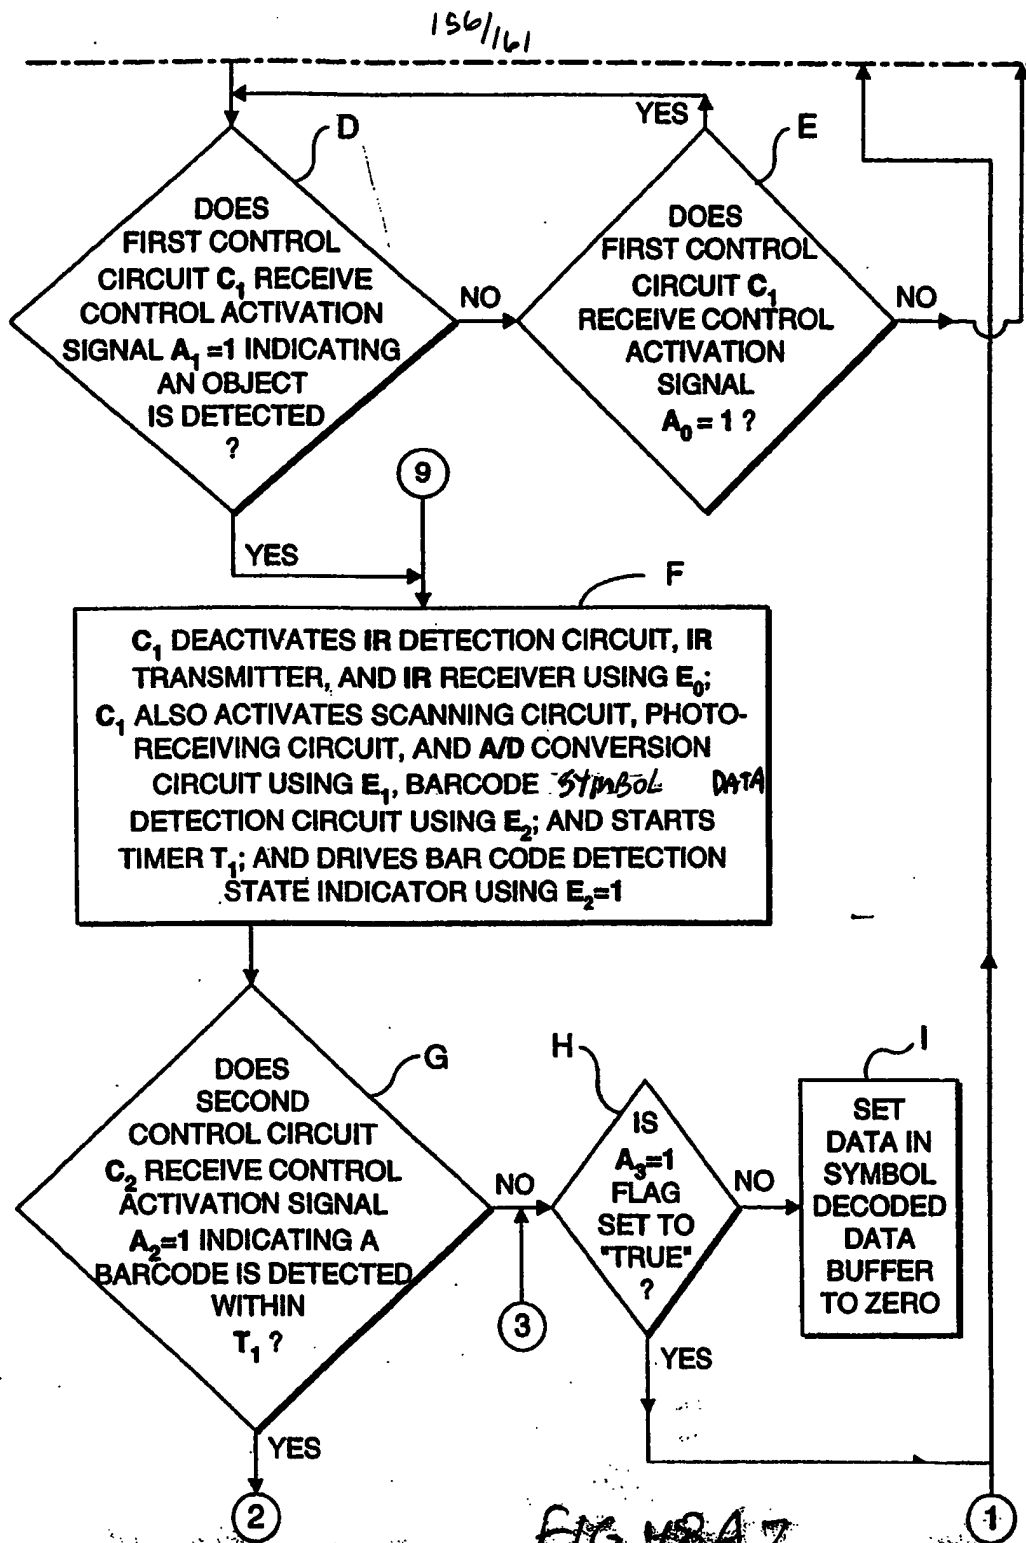 156/161
YES
D
E
DOES
FIRST CONTROL
CIRCUIT C1 RECEIVE
CONTROL ACTIVATION
SIGNAL A1 =1 INDICATING
AN OBJECT
IS DETECTED
?
NO
DOES
FIRST CONTROL
CIRCUIT C1
RECEIVE CONTROL
ACTIVATION
SIGNAL
A0 = 1 ?
NO
9
YES
F
C1 DEACTIVATES IR DETECTION CIRCUIT, IR
TRANSMITTER, AND IR RECEIVER USING E0;
C1 ALSO ACTIVATES SCANNING CIRCUIT, PHOTO-
RECEIVING CIRCUIT, AND A/D CONVERSION
CIRCUIT USING E1, BARCODE SYMBOL DATA
DETECTION CIRCUIT USING E2; AND STARTS
TIMER T1; AND DRIVES BAR CODE DETECTION
STATE INDICATOR USING E2=1
G
DOES
SECOND
CONTROL CIRCUIT
C2 RECEIVE CONTROL
ACTIVATION SIGNAL
A2=1 INDICATING A
BARCODE IS DETECTED
WITHIN
T1 ?
NO
3
H
IS
A3=1
FLAG
SET TO
"TRUE"
?
NO
I
SET
DATA IN
SYMBOL
DECODED
DATA
BUFFER
TO ZERO
YES
YES
2
1
FIG.